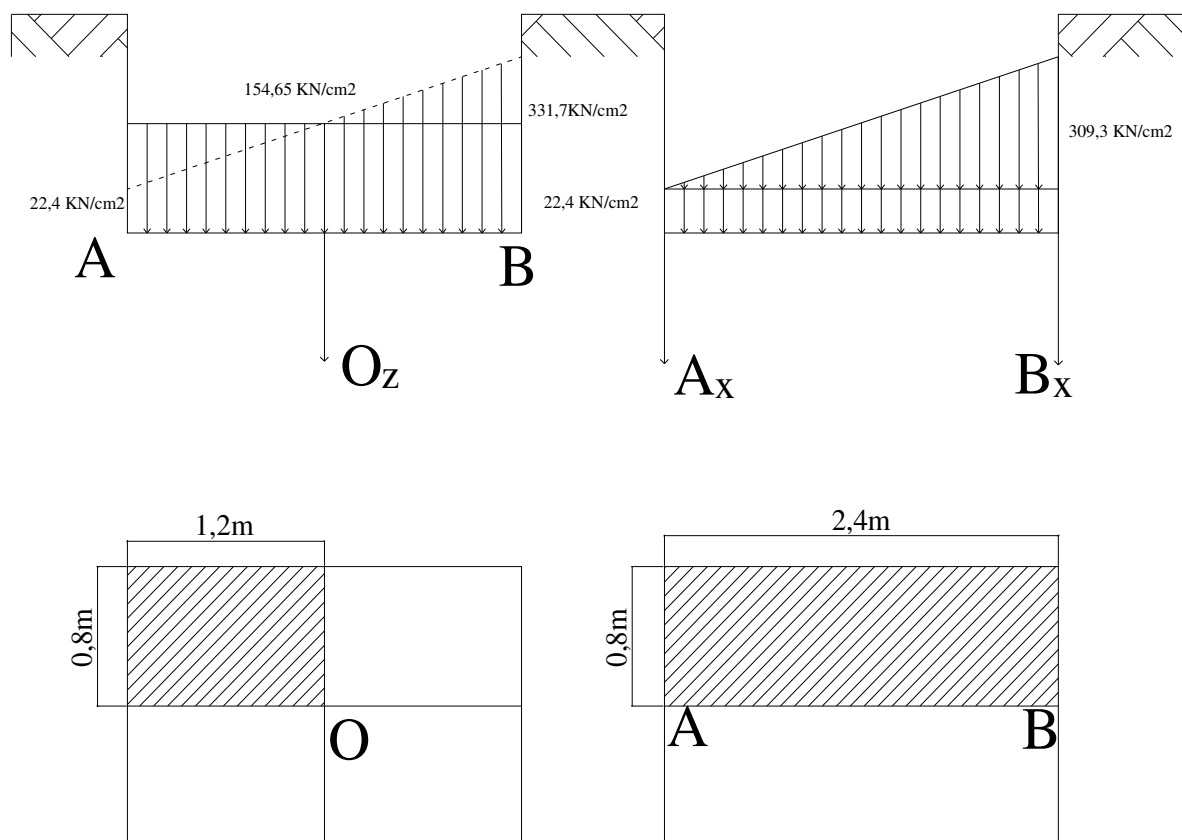 154,65 KN/cm2
331,7KN/cm2
309,3 KN/cm2
22,4 KN/cm2
22,4 KN/cm2
A
B
Oz
Ax
Bx
1,2m
2,4m
0,8m
0,8m
O
A
B